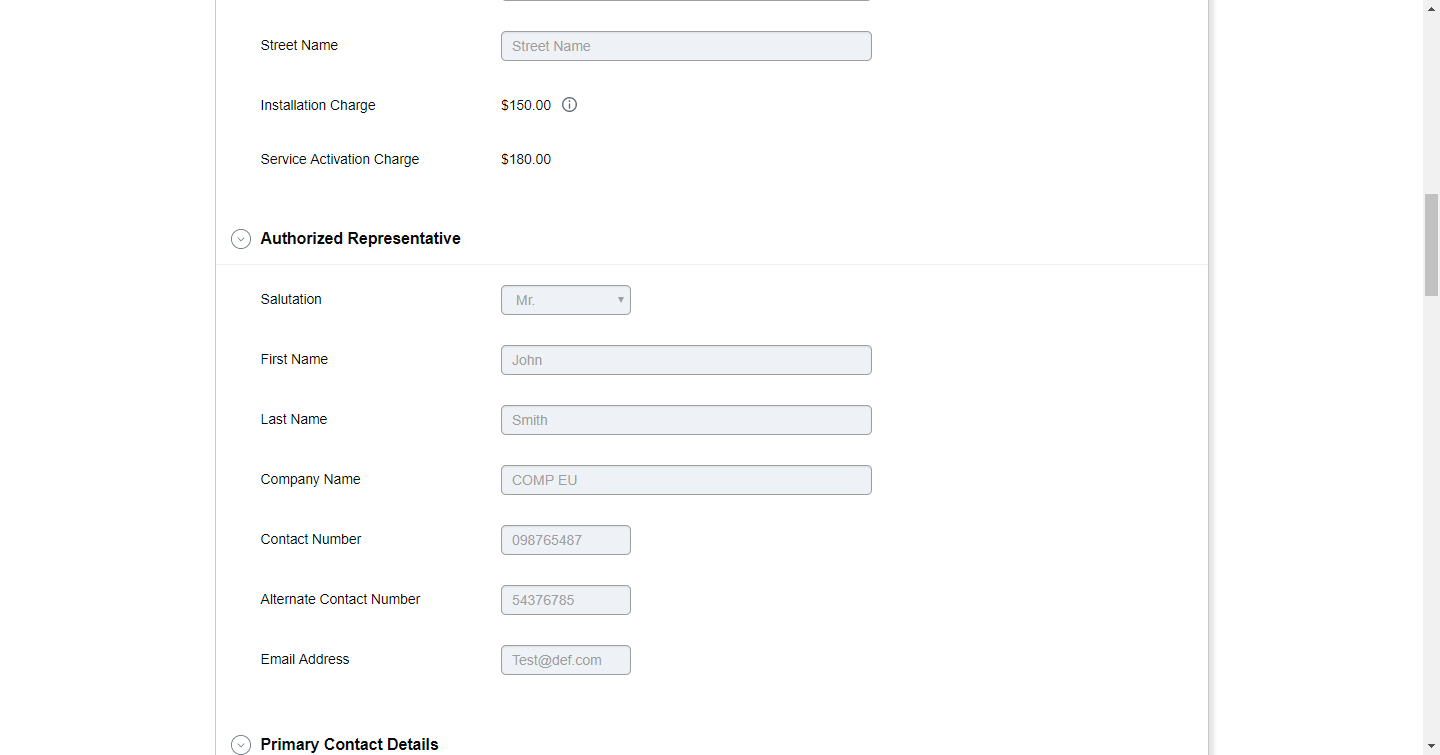 Street Name Street Name
Installation Charge $150.00
Service Activation Charge $180.00
Authorized Representative
Salutation Mr.
First Name John
Last Name Smith
Company Name COMP EU
Contact Number 098765487
Alternate Contact Number 54376785
Email Address Test@def.com
Primary Contact Details